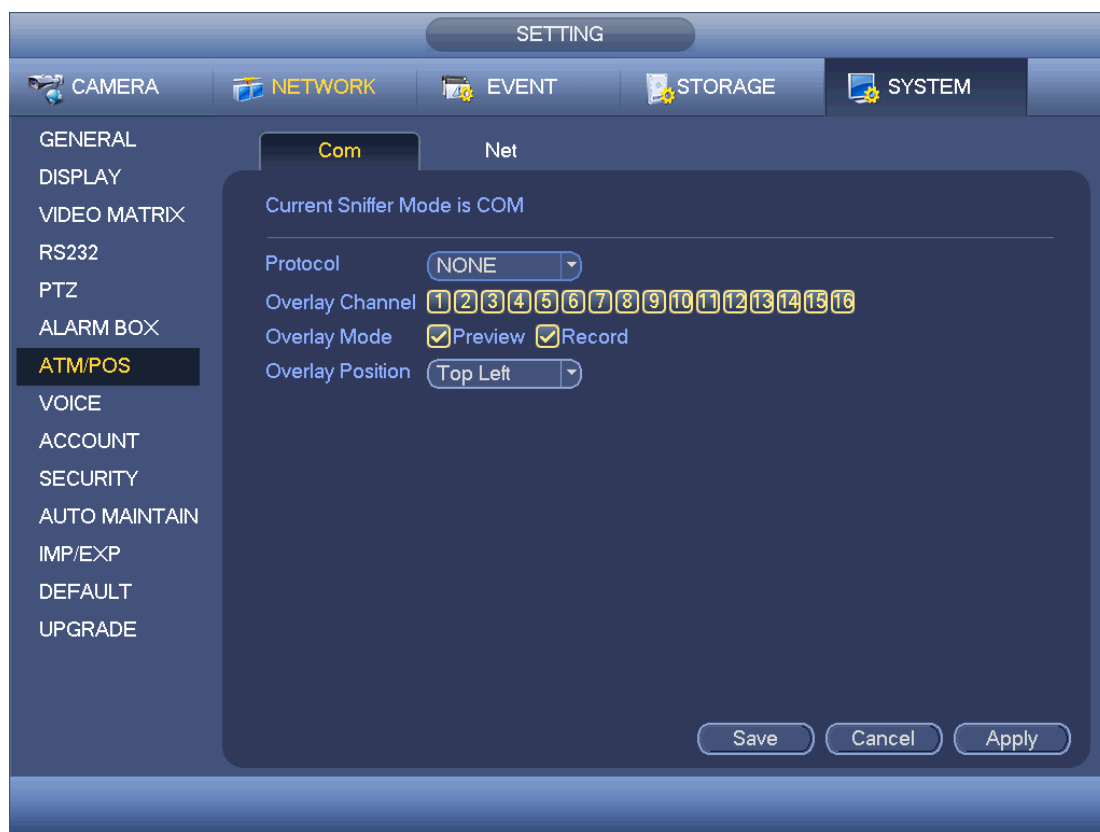 SETTING
CAMERA NETWORK EVENT STORAGE SYSTEM
GENERAL
DISPLAY
VIDEO MATRIX
RS232
PTZ
ALARM BOX
ATM/POS
VOICE
ACCOUNT
SECURITY
AUTO MAINTAIN
IMP/EXP
DEFAULT
UPGRADE
Com Net
Current Sniffer Mode is COM
Protocol NONE
Overlay Channel 1 2 3 4 5 6 7 8 9 10 11 12 13 14 15 16
Overlay Mode Preview Record
Overlay Position Top Left
Save Cancel Apply